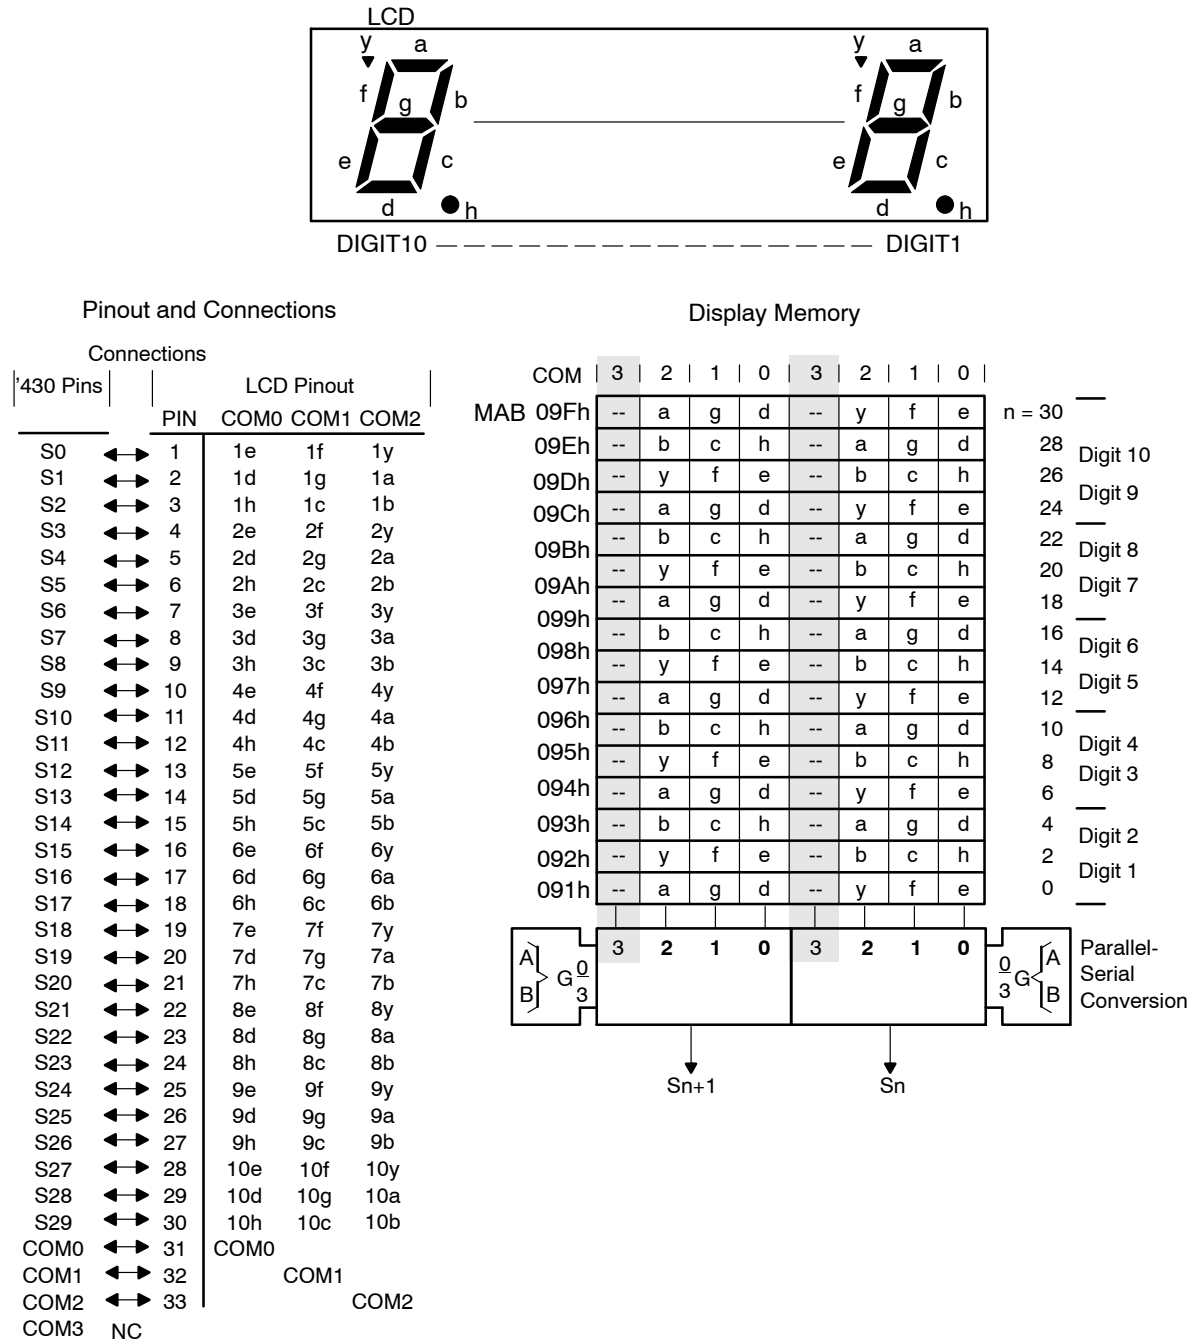 LCD
y a y a
f g b f g b
e c e c
d h d h
DIGIT10 DIGIT1
Pinout and Connections
Connections
'430 Pins LCD Pinout
PIN COM0 COM1 COM2
S0 1 1e 1f 1y
S1 2 1d 1g 1a
S2 3 1h 1c 1b
S3 4 2e 2f 2y
S4 5 2d 2g 2a
S5 6 2h 2c 2b
S6 7 3e 3f 3y
S7 8 3d 3g 3a
S8 9 3h 3c 3b
S9 10 4e 4f 4y
S10 11 4d 4g 4a
S11 12 4h 4c 4b
S12 13 5e 5f 5y
S13 14 5d 5g 5a
S14 15 5h 5c 5b
S15 16 6e 6f 6y
S16 17 6d 6g 6a
S17 18 6h 6c 6b
S18 19 7e 7f 7y
S19 20 7d 7g 7a
S20 21 7h 7c 7b
S21 22 8e 8f 8y
S22 23 8d 8g 8a
S23 24 8h 8c 8b
S24 25 9e 9f 9y
S25 26 9d 9g 9a
S26 27 9h 9c 9b
S27 28 10e 10f 10y
S28 29 10d 10g 10a
S29 30 10h 10c 10b
COM0 31 COM0
COM1 32 COM1
COM2 33 COM2
COM3 NC
Display Memory
COM 3 2 1 0 3 2 1 0
MAB 09Fh -- a g d -- y f e n = 30
09Eh -- b c h -- a g d 28
Digit 10
09Dh -- y f e -- b c h 26
Digit 9
09Ch -- a g d -- y f e 24
09Bh -- b c h -- a g d 22
Digit 8
09Ah -- y f e -- b c h 20
Digit 7
099h -- a g d -- y f e 18
098h -- b c h -- a g d 16
Digit 6
097h -- y f e -- b c h 14
Digit 5
096h -- a g d -- y f e 12
095h -- b c h -- a g d 10
Digit 4
-- y f e -- b c h 8
Digit 3
094h -- a g d -- y f e 6
093h -- b c h -- a g d 4
Digit 2
092h -- y f e -- b c h 2
Digit 1
091h -- a g d -- y f e 0
3 2 1 0 3 2 1 0
A B G 0 3
0 3 G A B
Parallel-
Serial
Conversion
Sn+1 Sn